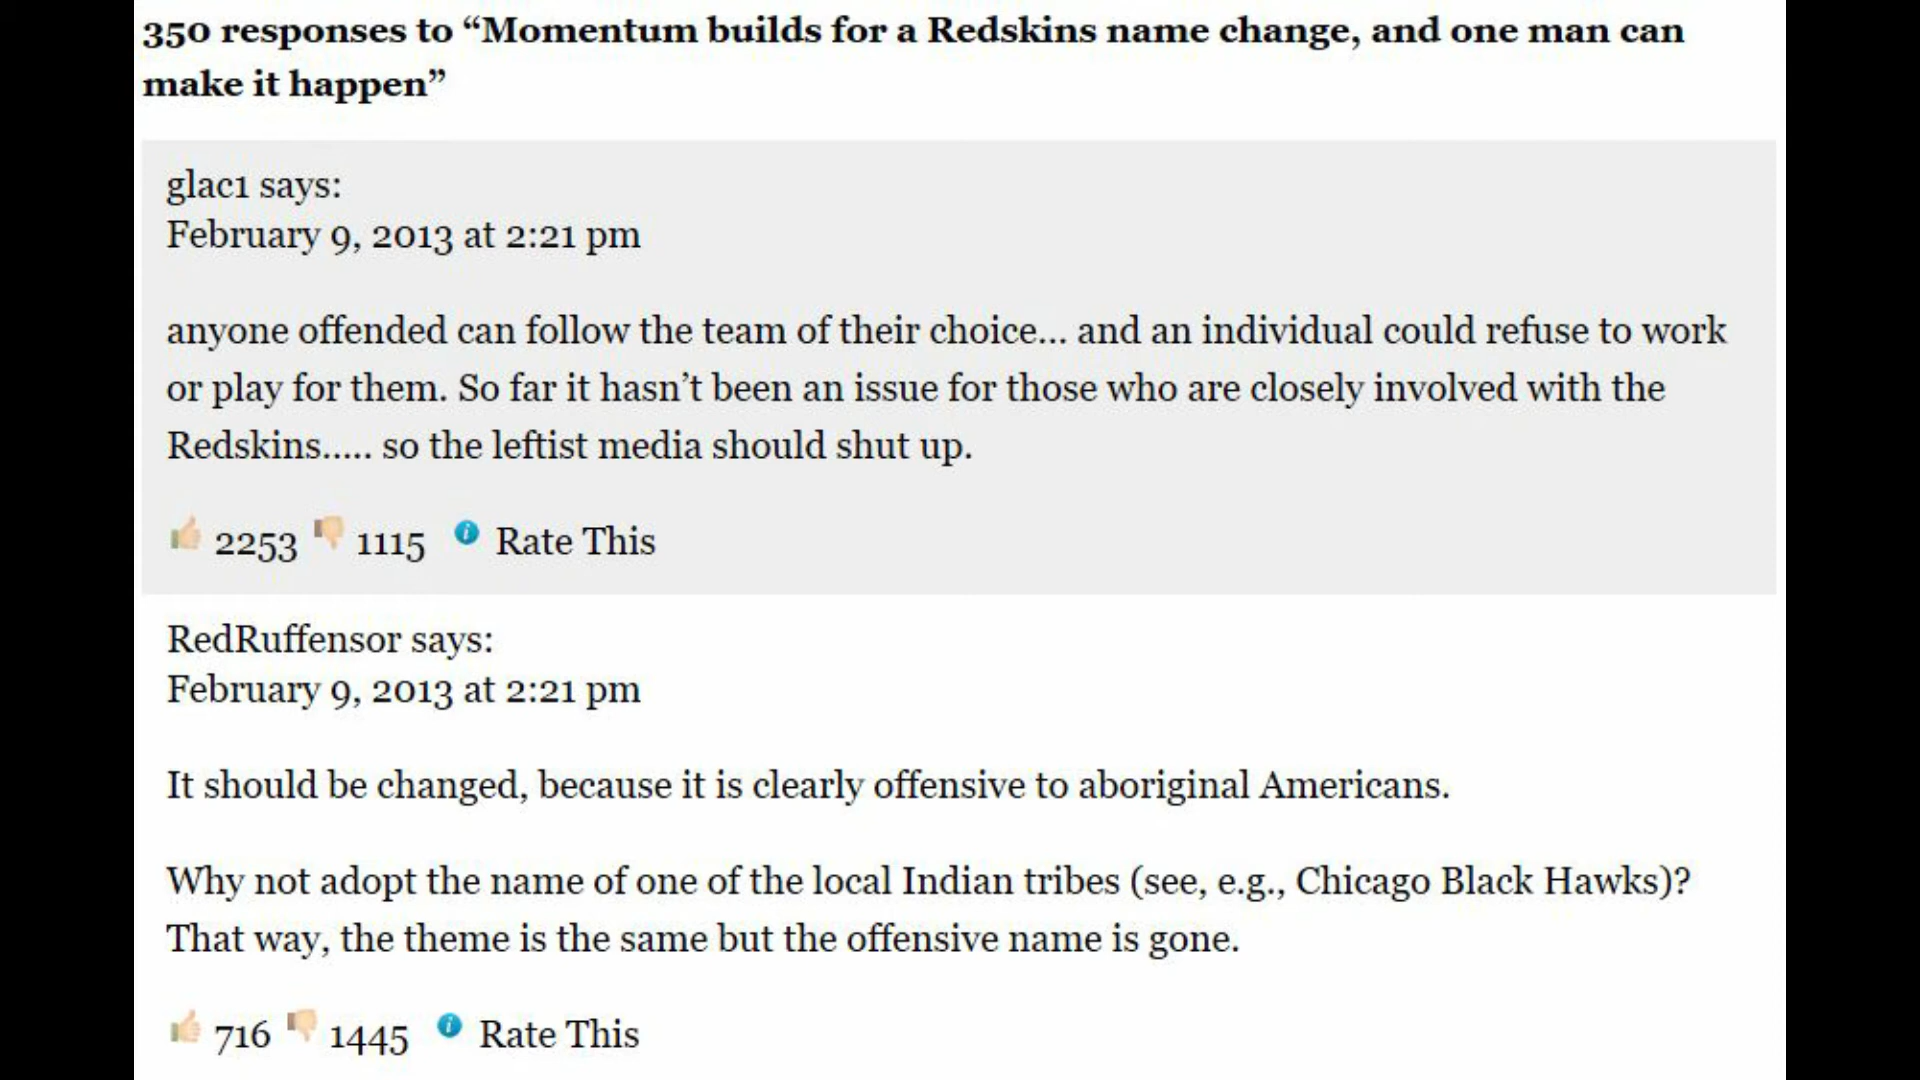 350 responses to “Momentum builds for a Redskins name change, and one man can
make it happen”
glac1 says:
February 9, 2013 at 2:21 pm
anyone offended can follow the team of their choice... and an individual could refuse to work
or play for them. So far it hasn’t been an issue for those who are closely involved with the
Redskins..... so the leftist media should shut up.
2253 1115 i Rate This
RedRuffensor says:
February 9, 2013 at 2:21 pm
It should be changed, because it is clearly offensive to aboriginal Americans.
Why not adopt the name of one of the local Indian tribes (see, e.g., Chicago Black Hawks)?
That way, the theme is the same but the offensive name is gone.
716 1445 i Rate This